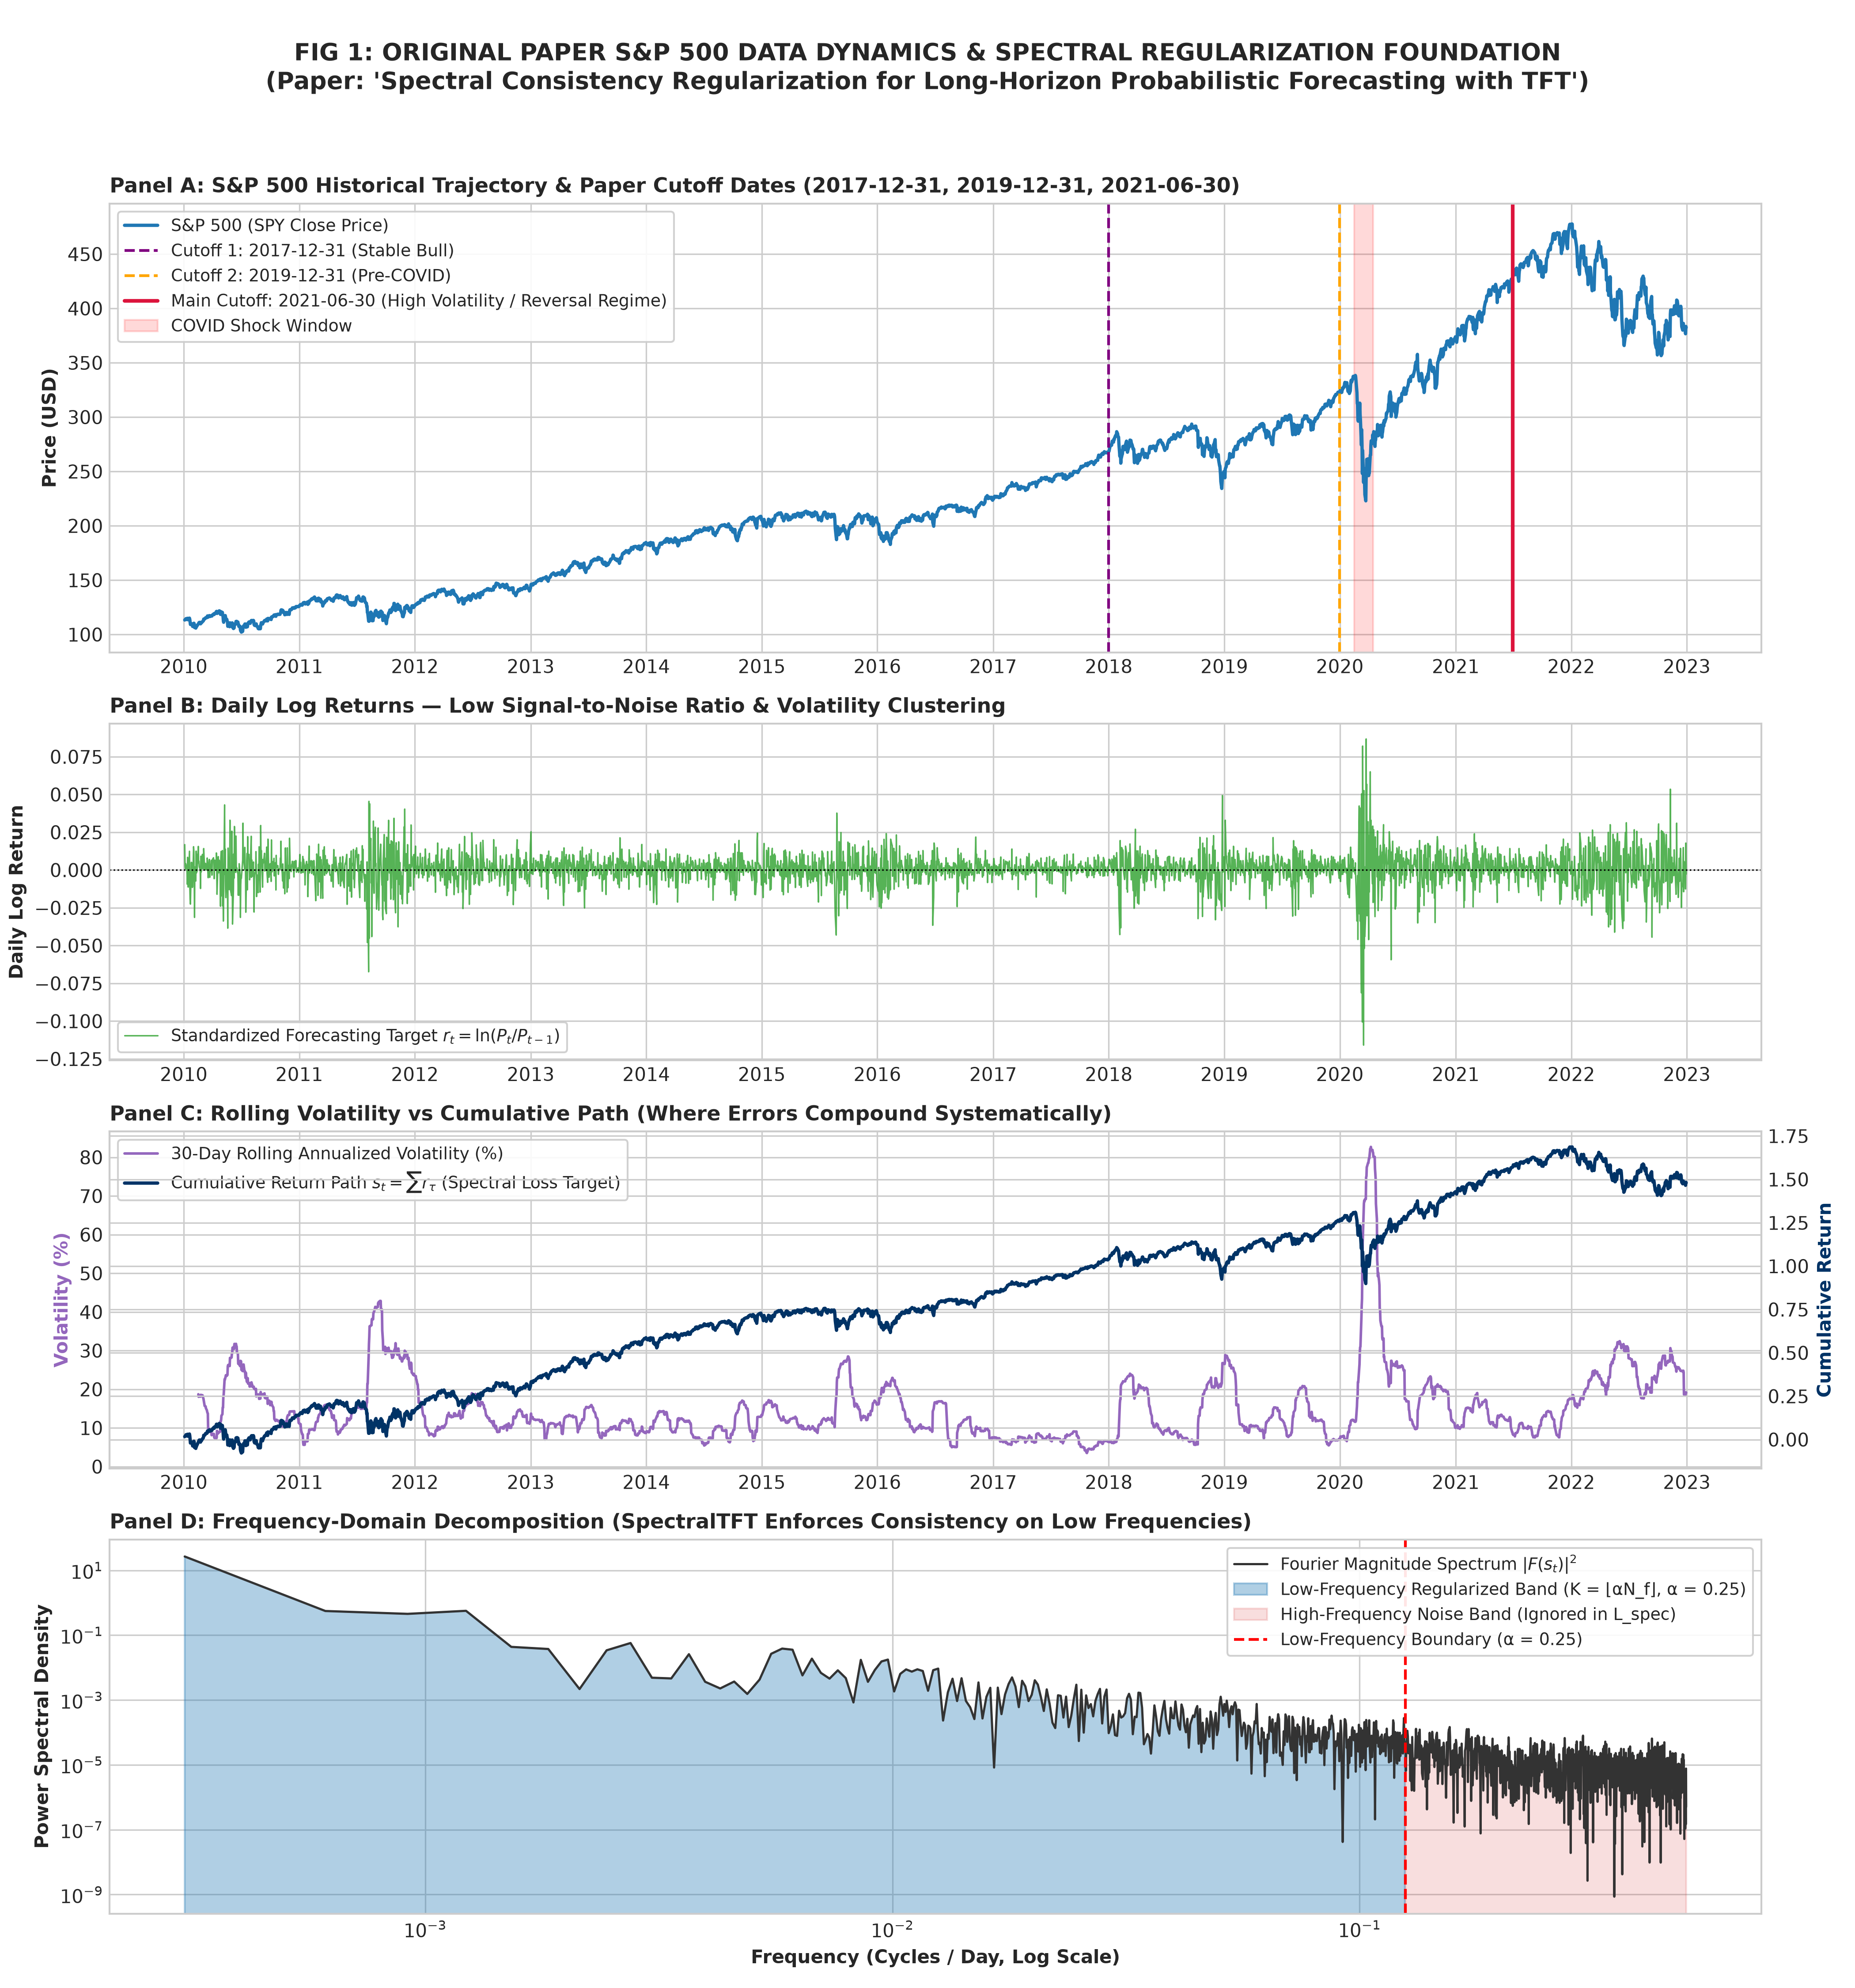 FIG 1: ORIGINAL PAPER S&P 500 DATA DYNAMICS & SPECTRAL REGULARIZATION FOUNDATION
(Paper: 'Spectral Consistency Regularization for Long-Horizon Probabilistic Forecasting with TFT')
Panel A: S&P 500 Historical Trajectory & Paper Cutoff Dates (2017-12-31, 2019-12-31, 2021-06-30)
S&P 500 (SPY Close Price)
Cutoff 1: 2017-12-31 (Stable Bull)
Cutoff 2: 2019-12-31 (Pre-COVID)
Main Cutoff: 2021-06-30 (High Volatility / Reversal Regime)
COVID Shock Window
Price (USD)
450
400
350
300
250
200
150
100
2010 2011 2012 2013 2014 2015 2016 2017 2018 2019 2020 2021 2022 2023
Panel B: Daily Log Returns — Low Signal-to-Noise Ratio & Volatility Clustering
Daily Log Return
0.075
0.050
0.025
0.000
−0.025
−0.050
−0.075
−0.100
−0.125
Standardized Forecasting Target r_t = ln(P_t/P_{t−1})
2010 2011 2012 2013 2014 2015 2016 2017 2018 2019 2020 2021 2022 2023
Panel C: Rolling Volatility vs Cumulative Path (Where Errors Compound Systematically)
30-Day Rolling Annualized Volatility (%)
Cumulative Return Path s_t = ∑r_τ (Spectral Loss Target)
Volatility (%)
80
70
60
50
40
30
20
10
0
1.75
1.50
1.25
1.00
0.75
0.50
0.25
0.00
Cumulative Return
2010 2011 2012 2013 2014 2015 2016 2017 2018 2019 2020 2021 2022 2023
Panel D: Frequency-Domain Decomposition (SpectralTFT Enforces Consistency on Low Frequencies)
Fourier Magnitude Spectrum |F(s_t)|²
Low-Frequency Regularized Band (K = ⌊αN_f⌋, α = 0.25)
High-Frequency Noise Band (Ignored in L_spec)
Low-Frequency Boundary (α = 0.25)
Power Spectral Density
10¹
10⁻¹
10⁻³
10⁻⁵
10⁻⁷
10⁻⁹
10⁻³ 10⁻² 10⁻¹
Frequency (Cycles / Day, Log Scale)